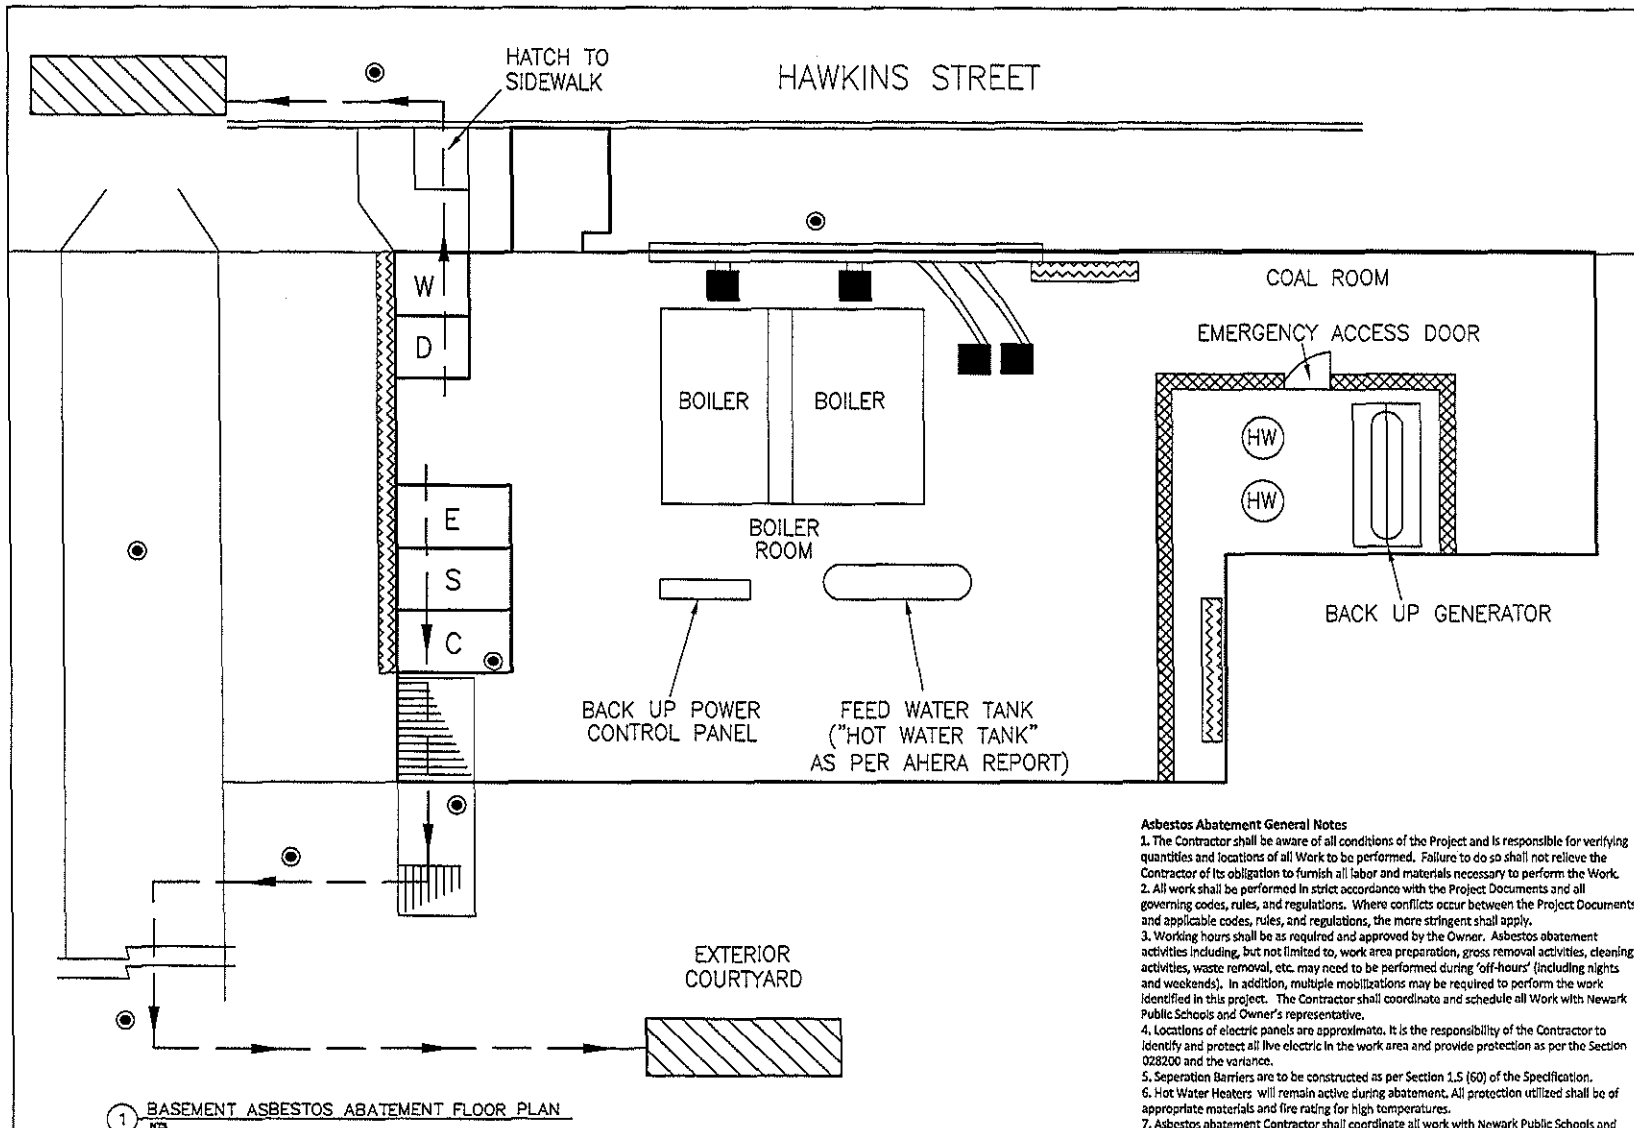 HATCH TO
SIDEWALK
HAWKINS STREET
W
D
COAL ROOM
EMERGENCY ACCESS DOOR
BOILER
BOILER
HW
HW
E
S
C
BOILER
ROOM
BACK UP GENERATOR
BACK UP POWER
CONTROL PANEL
FEED WATER TANK
("HOT WATER TANK"
AS PER AHERA REPORT)
EXTERIOR
COURTYARD
1 BASEMENT ASBESTOS ABATEMENT FLOOR PLAN
NTS
Asbestos Abatement General Notes
1. The Contractor shall be aware of all conditions of the Project and is responsible for verifying
quantities and locations of all Work to be performed. Failure to do so shall not relieve the
Contractor of its obligation to furnish all labor and materials necessary to perform the Work.
2. All work shall be performed in strict accordance with the Project Documents and all
governing codes, rules, and regulations. Where conflicts occur between the Project Documents
and applicable codes, rules, and regulations, the more stringent shall apply.
3. Working hours shall be as required and approved by the Owner. Asbestos abatement
activities including, but not limited to, work area preparation, gross removal activities, cleaning
activities, waste removal, etc. may need to be performed during 'off-hours' (including nights
and weekends). In addition, multiple mobilizations may be required to perform the work
identified in this project. The Contractor shall coordinate and schedule all Work with Newark
Public Schools and Owner's representative.
4. Locations of electric panels are approximate. It is the responsibility of the Contractor to
identify and protect all live electric in the work area and provide protection as per the Section
028200 and the variance.
5. Seperation Barriers are to be constructed as per Section 1.5 (60) of the Specification.
6. Hot Water Heaters will remain active during abatement. All protection utilized shall be of
appropriate materials and fire rating for high temperatures.
7. Asbestos abatement Contractor shall coordinate all work with Newark Public Schools and